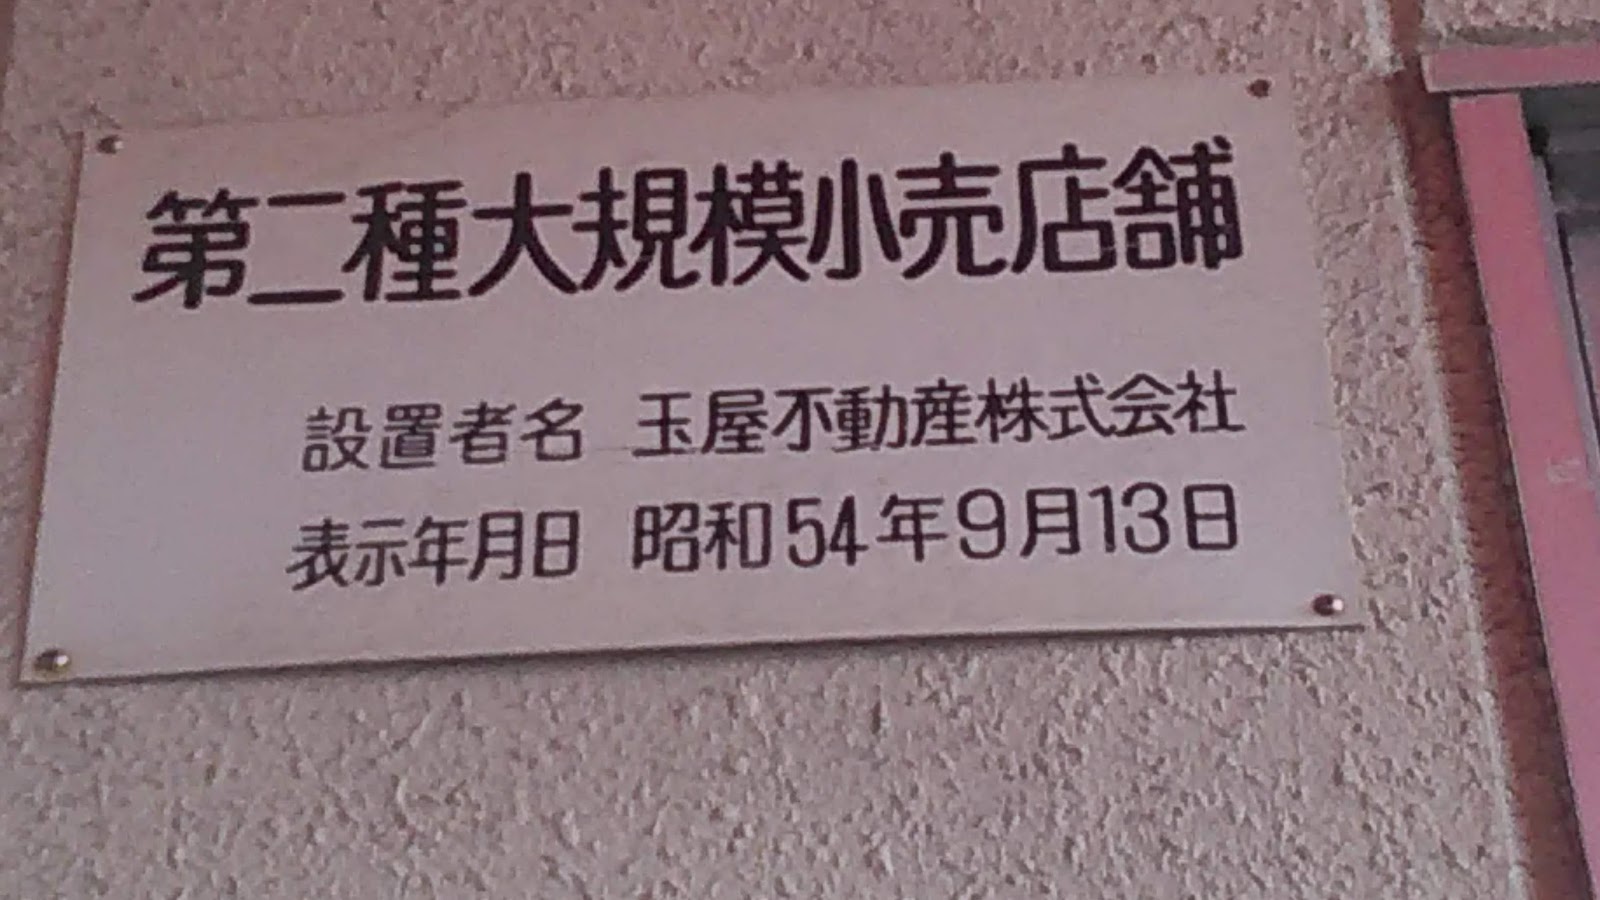 第二種大規模小売店舗
設置者名 玉屋不動産株式会社
表示年月日 昭和54年9月13日